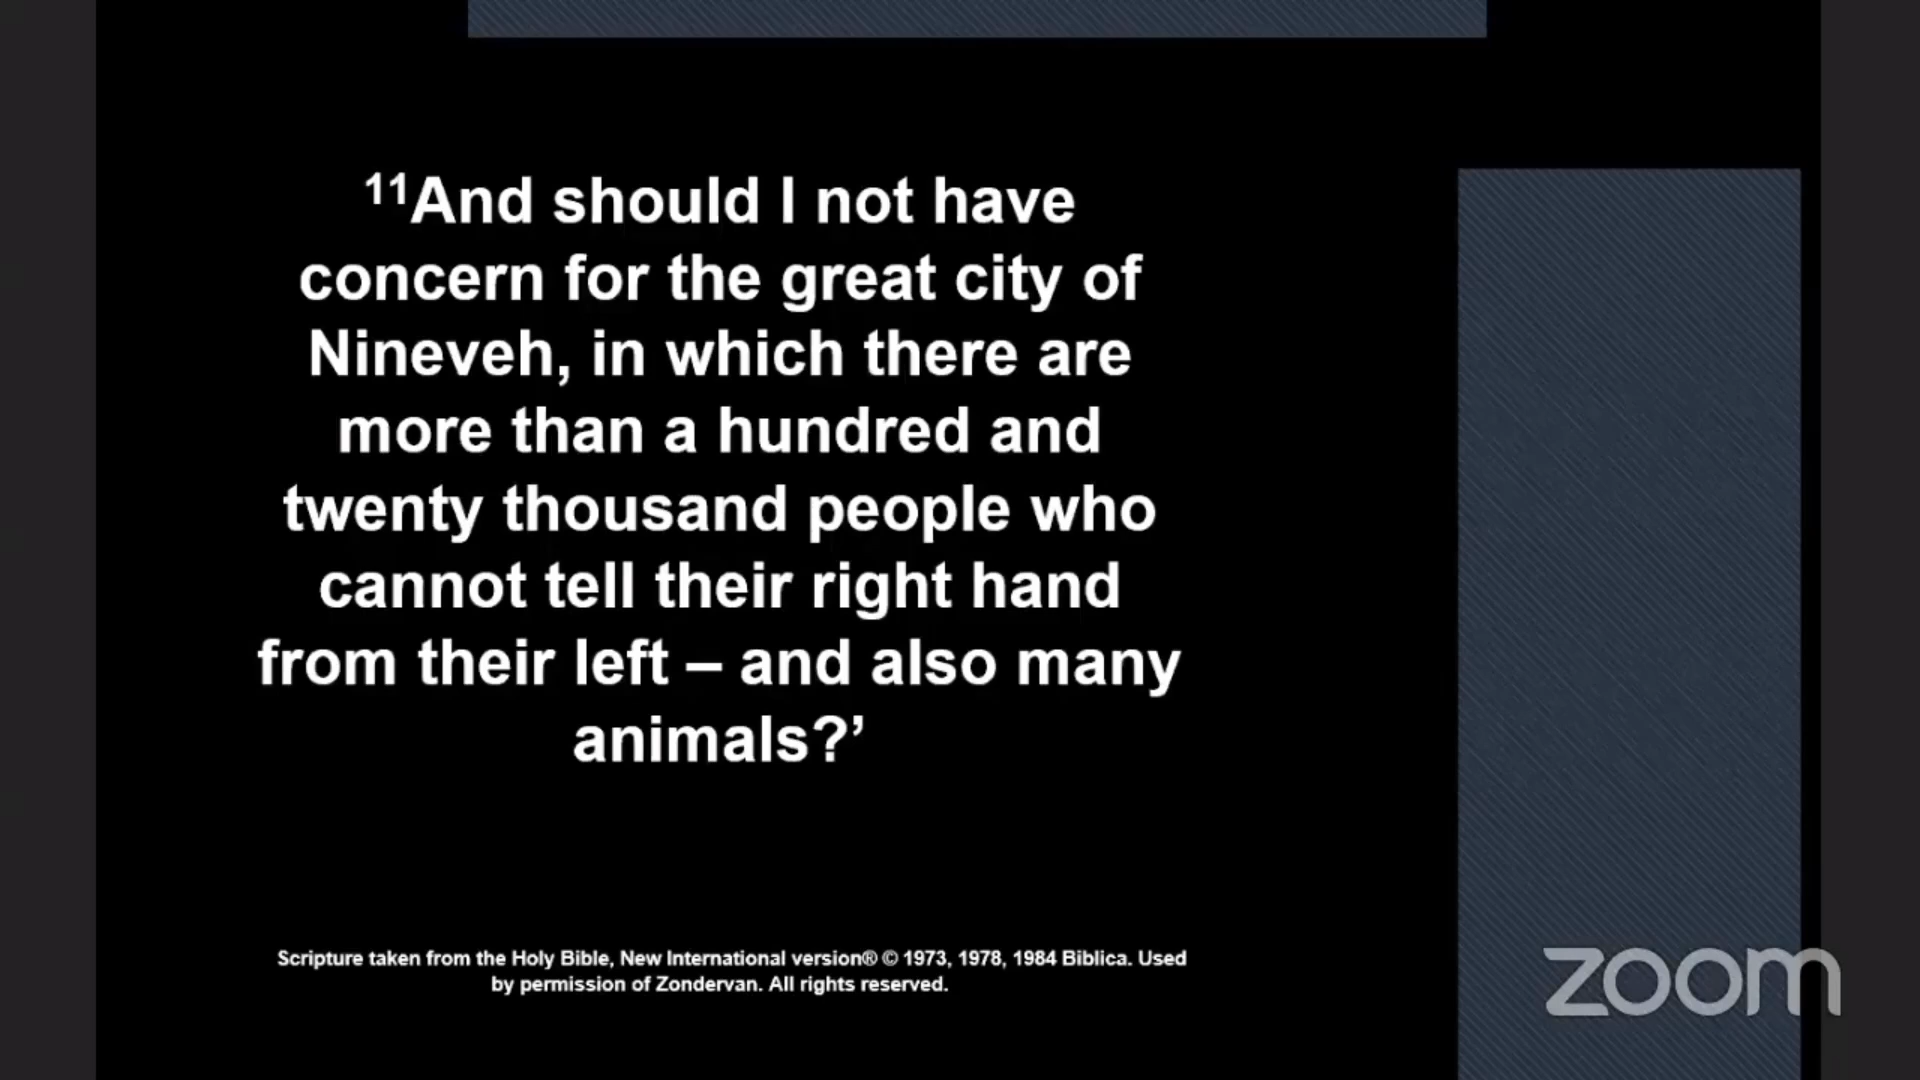 ¹¹And should I not have
concern for the great city of
Nineveh, in which there are
more than a hundred and
twenty thousand people who
cannot tell their right hand
from their left – and also many
animals?’
Scripture taken from the Holy Bible, New International version® © 1973, 1978, 1984 Biblica. Used
by permission of Zondervan. All rights reserved.
zoom